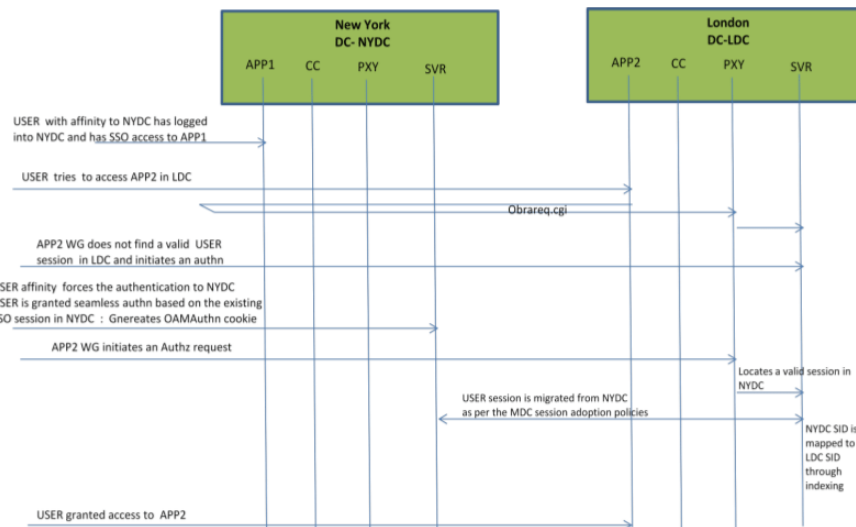 New York
DC- NYDC
APP1 CC PXY SVR
London
DC-LDC
APP2 CC PXY SVR
USER with affinity to NYDC has logged
into NYDC and has SSO access to APP1
USER tries to access APP2 in LDC
Obrareq.cgi
APP2 WG does not find a valid USER
session in LDC and initiates an authn
SER affinity forces the authentication to NYDC
SER is granted seamless authn based on the existing
SO session in NYDC : Gnereates OAMAuthn cookie
APP2 WG initiates an Authz request
Locates a valid session in
NYDC
USER session is migrated from NYDC
as per the MDC session adoption policies
NYDC SID is
mapped to
LDC SID
through
indexing
USER granted access to APP2